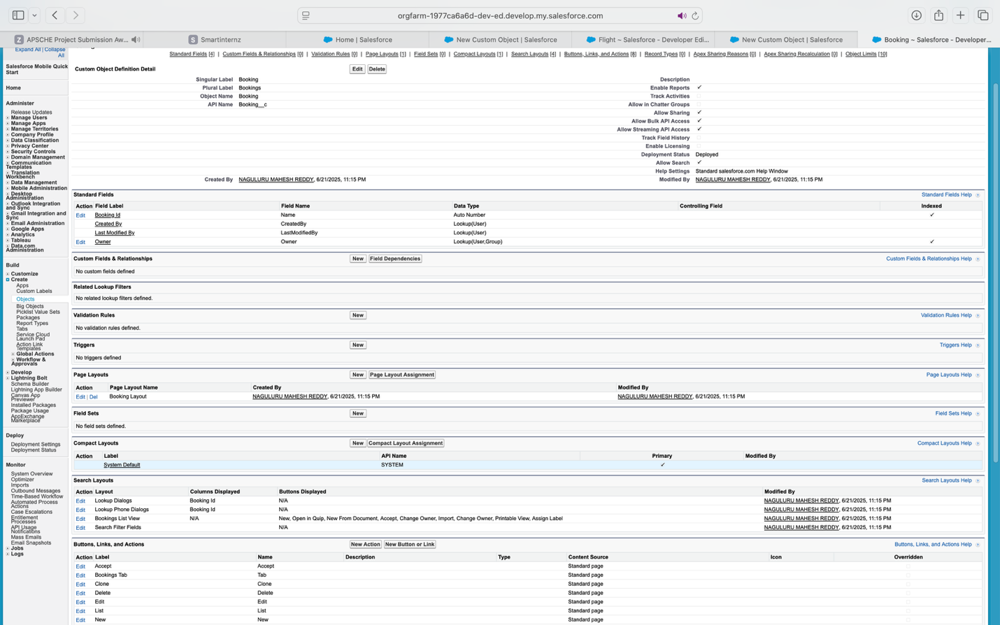 orgfarm-1977ca6a6d-dev-ed.develop.my.salesforce.com
Z APSCHE Project Submission Aw...
S Smartinternz
Home | Salesforce
New Custom Object | Salesforce
Flight ~ Salesforce - Developer Edi...
New Custom Object | Salesforce
Booking ~ Salesforce - Developer...
Expand All | Collapse
All
Salesforce Mobile Quick
Start
Home
Administer
Release Updates
Manage Users
Manage Apps
Manage Territories
Company Profile
Data Classification
Privacy Center
Security Controls
Domain Management
Communication
Templates
Translation
Workbench
Data Management
Mobile Administration
Desktop
Administration
Outlook Integration
and Sync
Gmail Integration and
Sync
Email Administration
Google Apps
Analytics
Tableau
Data.com
Administration
Build
Customize
Create
Apps
Custom Labels
Objects
Big Objects
Picklist Value Sets
Packages
Report Types
Tabs
Service Cloud
Launch Pad
Action Link
Templates
Global Actions
Workflow &
Approvals
Develop
Lightning Bolt
Schema Builder
Lightning App Builder
Canvas App
Previewer
Installed Packages
Package Usage
AppExchange
Marketplace
Deploy
Deployment Settings
Deployment Status
Monitor
System Overview
Optimizer
Imports
Outbound Messages
Time-Based Workflow
Automated Process
Actions
Case Escalations
Entitlement
Processes
API Usage
Notifications
Mass Emails
Email Snapshots
Jobs
Logs
Standard Fields [4] | Custom Fields & Relationships [0] | Validation Rules [0] | Page Layouts [1] | Field Sets [0] | Compact Layouts [1] | Search Layouts [4] | Buttons, Links, and Actions [8] | Record Types [0] | Apex Sharing Reasons [0] | Apex Sharing Recalculation [0] | Object Limits [10]
Custom Object Definition Detail Edit Delete
Singular Label Booking Description
Plural Label Bookings Enable Reports ✓
Object Name Booking Track Activities
API Name Booking__c Allow in Chatter Groups
Allow Sharing ✓
Allow Bulk API Access ✓
Allow Streaming API Access ✓
Track Field History
Enable Licensing
Deployment Status Deployed
Allow Search ✓
Help Settings Standard salesforce.com Help Window
Created By NAGULURU MAHESH REDDY, 6/21/2025, 11:15 PM Modified By NAGULURU MAHESH REDDY, 6/21/2025, 11:15 PM
Standard Fields Standard Fields Help ?
Action Field Label Field Name Data Type Controlling Field Indexed
Edit Booking Id Name Auto Number ✓
Created By CreatedBy Lookup(User)
Last Modified By LastModifiedBy Lookup(User)
Edit Owner Owner Lookup(User,Group) ✓
Custom Fields & Relationships New Field Dependencies Custom Fields & Relationships Help ?
No custom fields defined
Related Lookup Filters
No related lookup filters defined.
Validation Rules New Validation Rules Help ?
No validation rules defined.
Triggers New Triggers Help ?
No triggers defined
Page Layouts New Page Layout Assignment Page Layouts Help ?
Action Page Layout Name Created By Modified By
Edit | Del Booking Layout NAGULURU MAHESH REDDY, 6/21/2025, 11:15 PM NAGULURU MAHESH REDDY, 6/21/2025, 11:15 PM
Field Sets New Field Sets Help ?
No field sets defined.
Compact Layouts New Compact Layout Assignment Compact Layouts Help ?
Action Label API Name Primary Modified By
System Default SYSTEM ✓
Search Layouts Search Layouts Help ?
Action Layout Columns Displayed Buttons Displayed Modified By
Edit Lookup Dialogs Booking Id N/A NAGULURU MAHESH REDDY, 6/21/2025, 11:15 PM
Edit Lookup Phone Dialogs Booking Id N/A NAGULURU MAHESH REDDY, 6/21/2025, 11:15 PM
Edit Bookings List View N/A New, Open in Quip, New From Document, Accept, Change Owner, Import, Change Owner, Printable View, Assign Label NAGULURU MAHESH REDDY, 6/21/2025, 11:15 PM
Edit Search Filter Fields N/A NAGULURU MAHESH REDDY, 6/21/2025, 11:15 PM
Buttons, Links, and Actions New Action New Button or Link Buttons, Links, and Actions Help ?
Action Label Name Description Type Content Source Icon Overridden
Edit Accept Accept Standard page
Edit Bookings Tab Tab Standard page
Edit Clone Clone Standard page
Edit Delete Delete Standard page
Edit Edit Edit Standard page
Edit List List Standard page
Edit New New Standard page